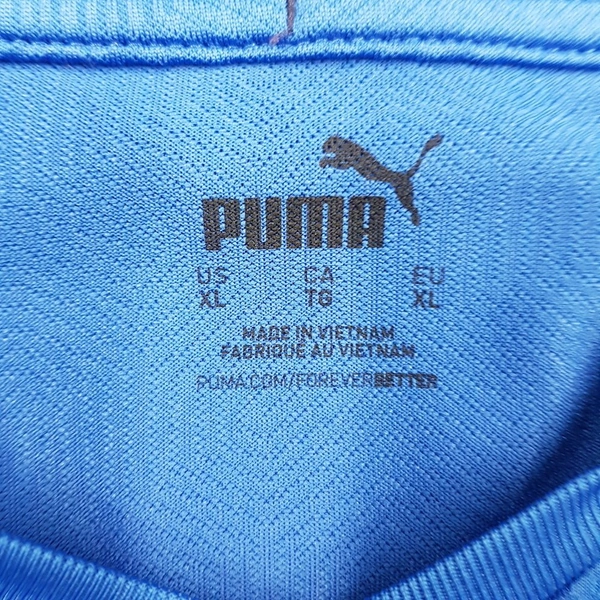 PUMA
US CA EU
XL TG XL
MADE IN VIETNAM
FABRIQUÉ AU VIETNAM
PUMA.COM/FOREVERBETTER